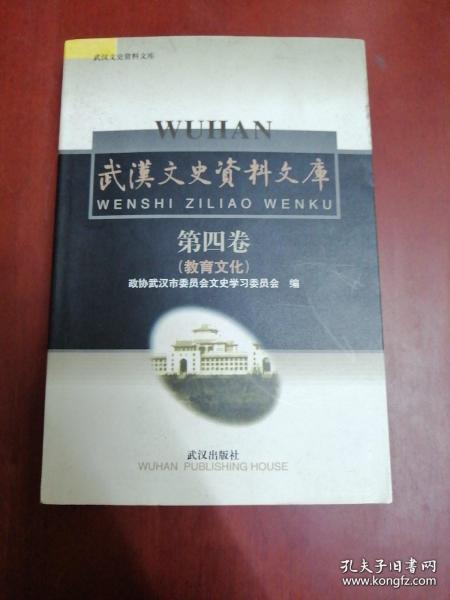 武汉文史资料文库
WUHAN
武漢文史資料文庫
WENSHI ZILIAO WENKU
第四卷
(教育文化)
政协武汉市委员会文史学习委员会 编
武汉出版社
WUHAN PUBLISHING HOUSE
孔夫子旧书网
www.kongfz.com